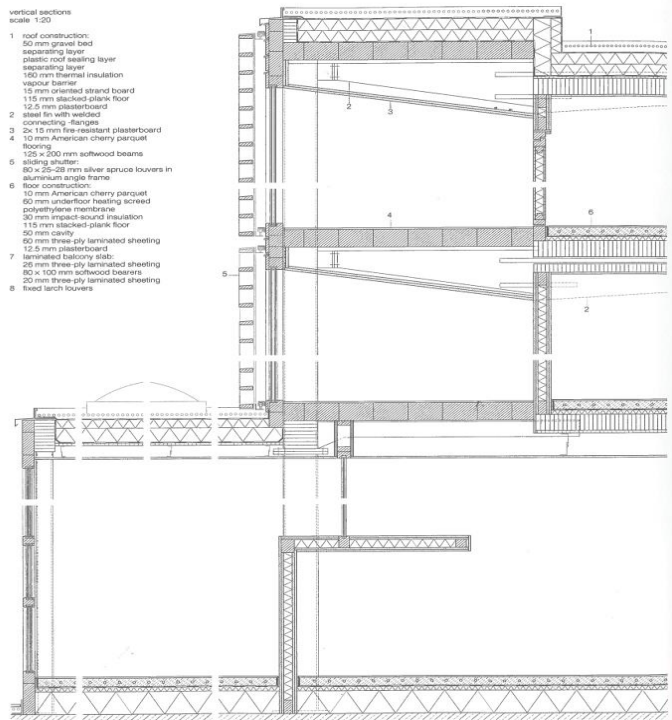 vertical sections
scale 1:20
1 roof construction:
50 mm gravel bed
separating layer
plastic roof sealing layer
separating layer
160 mm thermal insulation
vapour barrier
15 mm oriented strand board
115 mm stacked-plank floor
12.5 mm plasterboard
2 steel fin with welded
connecting -flanges
3 2x 15 mm fire-resistant plasterboard
4 10 mm American cherry parquet
flooring
125 x 200 mm softwood beams
5 sliding shutter:
80 x 25-28 mm silver spruce louvers in
aluminium angle frame
6 floor construction:
10 mm American cherry parquet
60 mm underfloor heating screed
polyethylene membrane
30 mm impact-sound insulation
115 mm stacked-plank floor
50 mm cavity
60 mm three-ply laminated sheeting
12.5 mm plasterboard
7 laminated balcony slab:
26 mm three-ply laminated sheeting
80 x 100 mm softwood bearers
20 mm three-ply laminated sheeting
8 fixed larch louvers
1
2
3
4
6
5
2